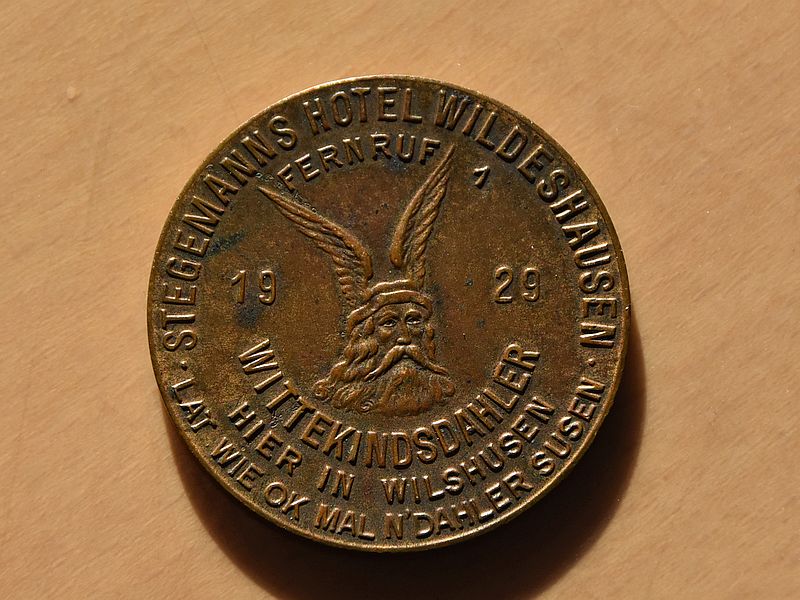 STEGEMANNS HOTEL WILDESHAUSEN
FERNRUF 1
19 29
WITTEKINDSDAHLER
HIER IN WILSHUSEN
LAT WIE OK MAL N'DAHLER SUSEN